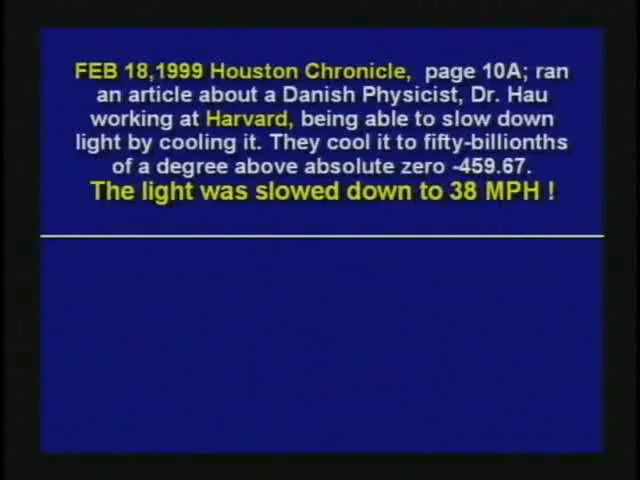 FEB 18,1999 Houston Chronicle, page 10A; ran
an article about a Danish Physicist, Dr. Hau
working at Harvard, being able to slow down
light by cooling it. They cool it to fifty-billionths
of a degree above absolute zero -459.67.
The light was slowed down to 38 MPH !